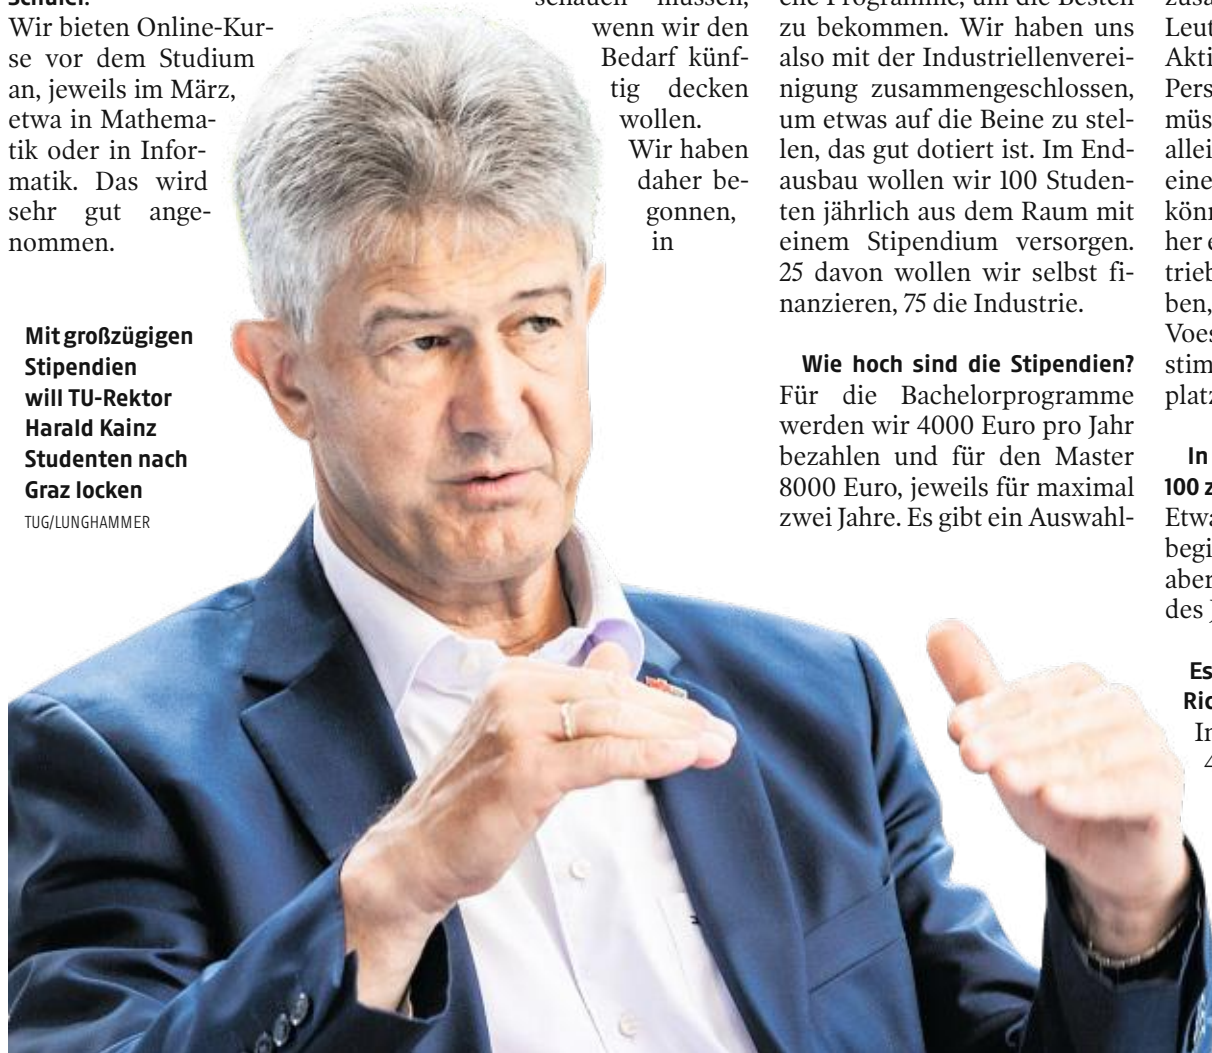 Schüler.
Wir bieten Online-Kur-
se vor dem Studium
an, jeweils im März,
etwa in Mathema-
tik oder in Infor-
matik. Das wird
sehr gut ange-
nommen.
Mit großzügigen
Stipendien
will TU-Rektor
Harald Kainz
Studenten nach
Graz locken
TUG/LUNGHAMMER
schauen müssen,
wenn wir den
Bedarf künf-
tig decken
wollen.
Wir haben
daher be-
gonnen,
in
che Programme, um die Besten
zu bekommen. Wir haben uns
also mit der Industriellenverei-
nigung zusammengeschlossen,
um etwas auf die Beine zu stel-
len, das gut dotiert ist. Im End-
ausbau wollen wir 100 Studen-
ten jährlich aus dem Raum mit
einem Stipendium versorgen.
25 davon wollen wir selbst fi-
nanzieren, 75 die Industrie.
Wie hoch sind die Stipendien?
Für die Bachelorprogramme
werden wir 4000 Euro pro Jahr
bezahlen und für den Master
8000 Euro, jeweils für maximal
zwei Jahre. Es gibt ein Auswahl-
Leut
Akti
Pers
müs
allei
eine
könn
her e
trieb
ben,
Voes
stim
platz
In
100 z
Etwa
begi
aber
des J
Es
Ric
In
4